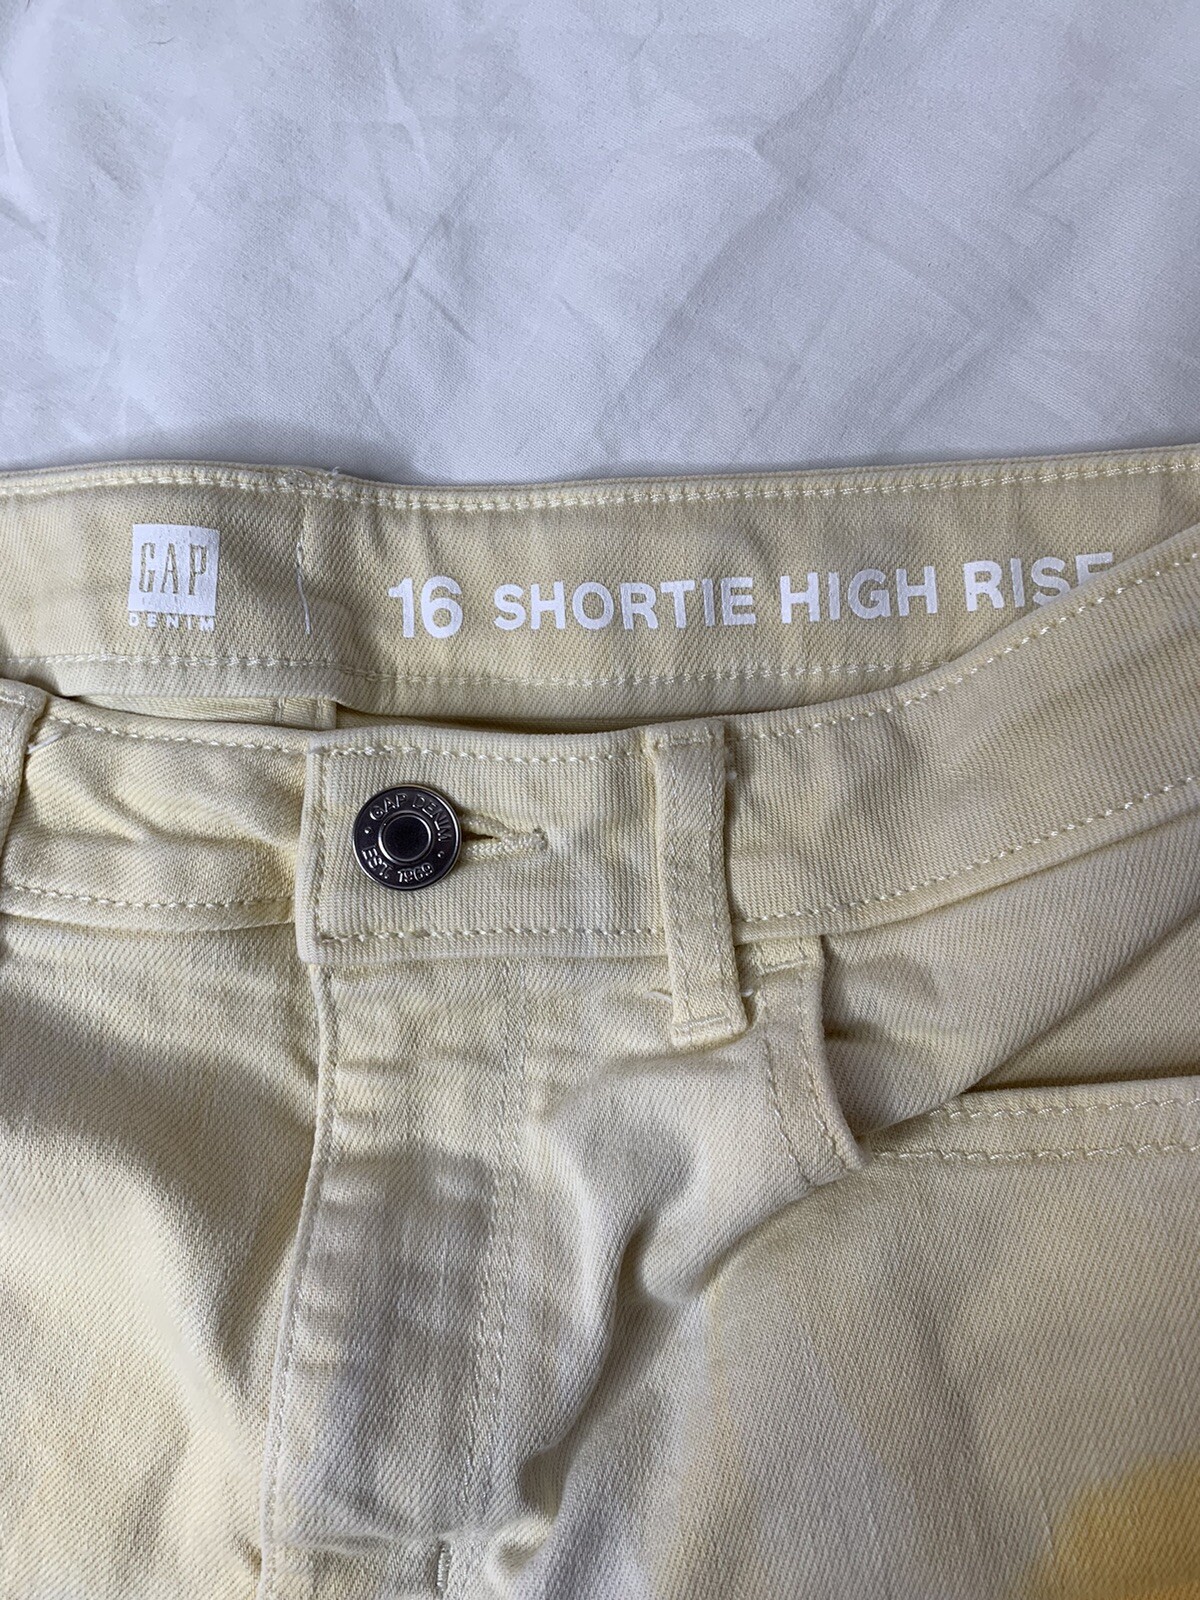 GAP
DENIM
16 SHORTIE HIGH RISE
GAP DENIM
EST. 1969